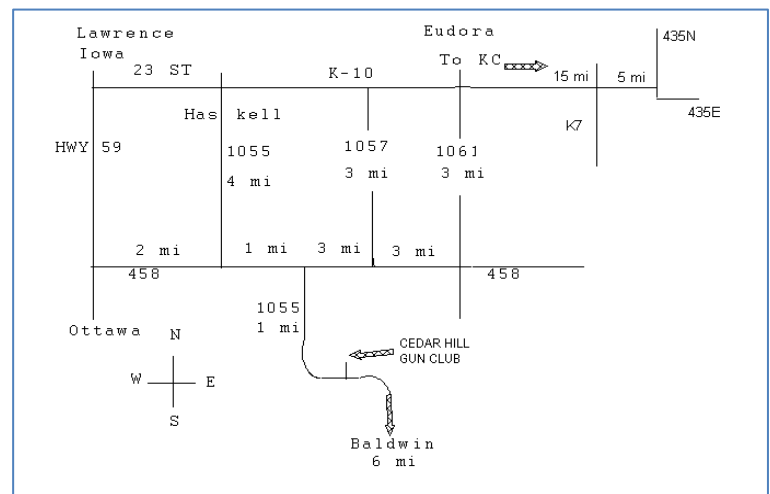 Lawrence
Iowa
Eudora
To KC
435N
23 ST
K-10
15 mi
5 mi
435E
Has kell
K7
HWY 59
1055
4 mi
1057
3 mi
1061
3 mi
2 mi
1 mi
3 mi
3 mi
458
458
1055
1 mi
Ottawa
N
W
E
S
CEDAR HILL
GUN CLUB
Baldwin
6 mi